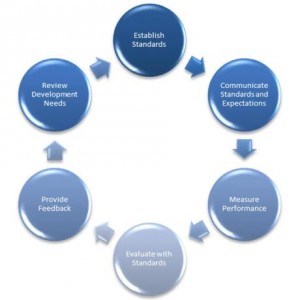 Establish
Standards
Communicate
Standards and
Expectations
Measure
Performance
Evaluate with
Standards
Provide
Feedback
Review
Development
Needs